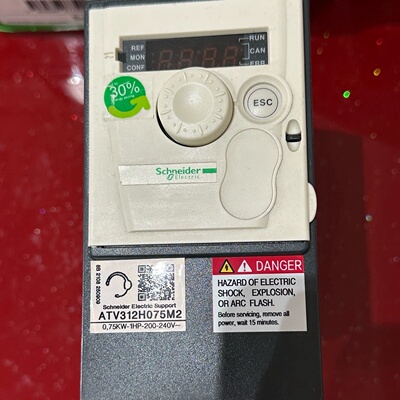 RUN
REF
MON
CAN
CONF
ERR
30%
ESC
Schneider
Electric
Schneider Electric Support
ATV312H075M2
0,75KW-1HP-200-240V~
DANGER
HAZARD OF ELECTRIC
SHOCK, EXPLOSION,
OR ARC FLASH.
Before servicing, remove all
power, wait 15 minutes.